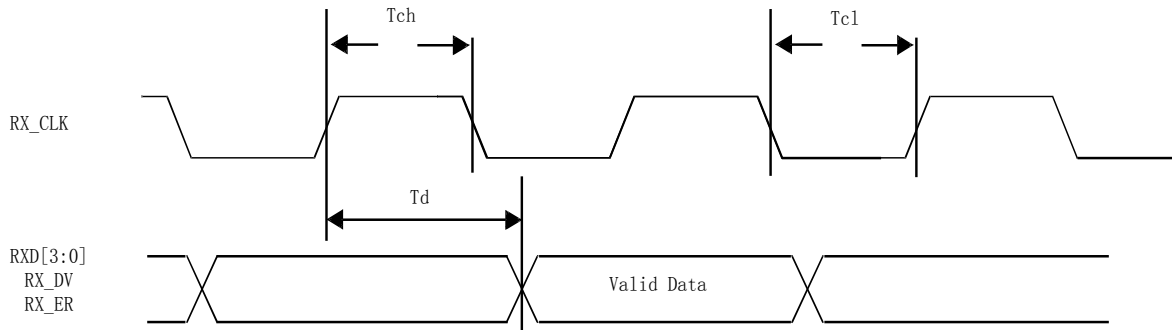 Tch
Tcl
RX_CLK
Td
RXD[3:0]
RX_DV
RX_ER
Valid Data